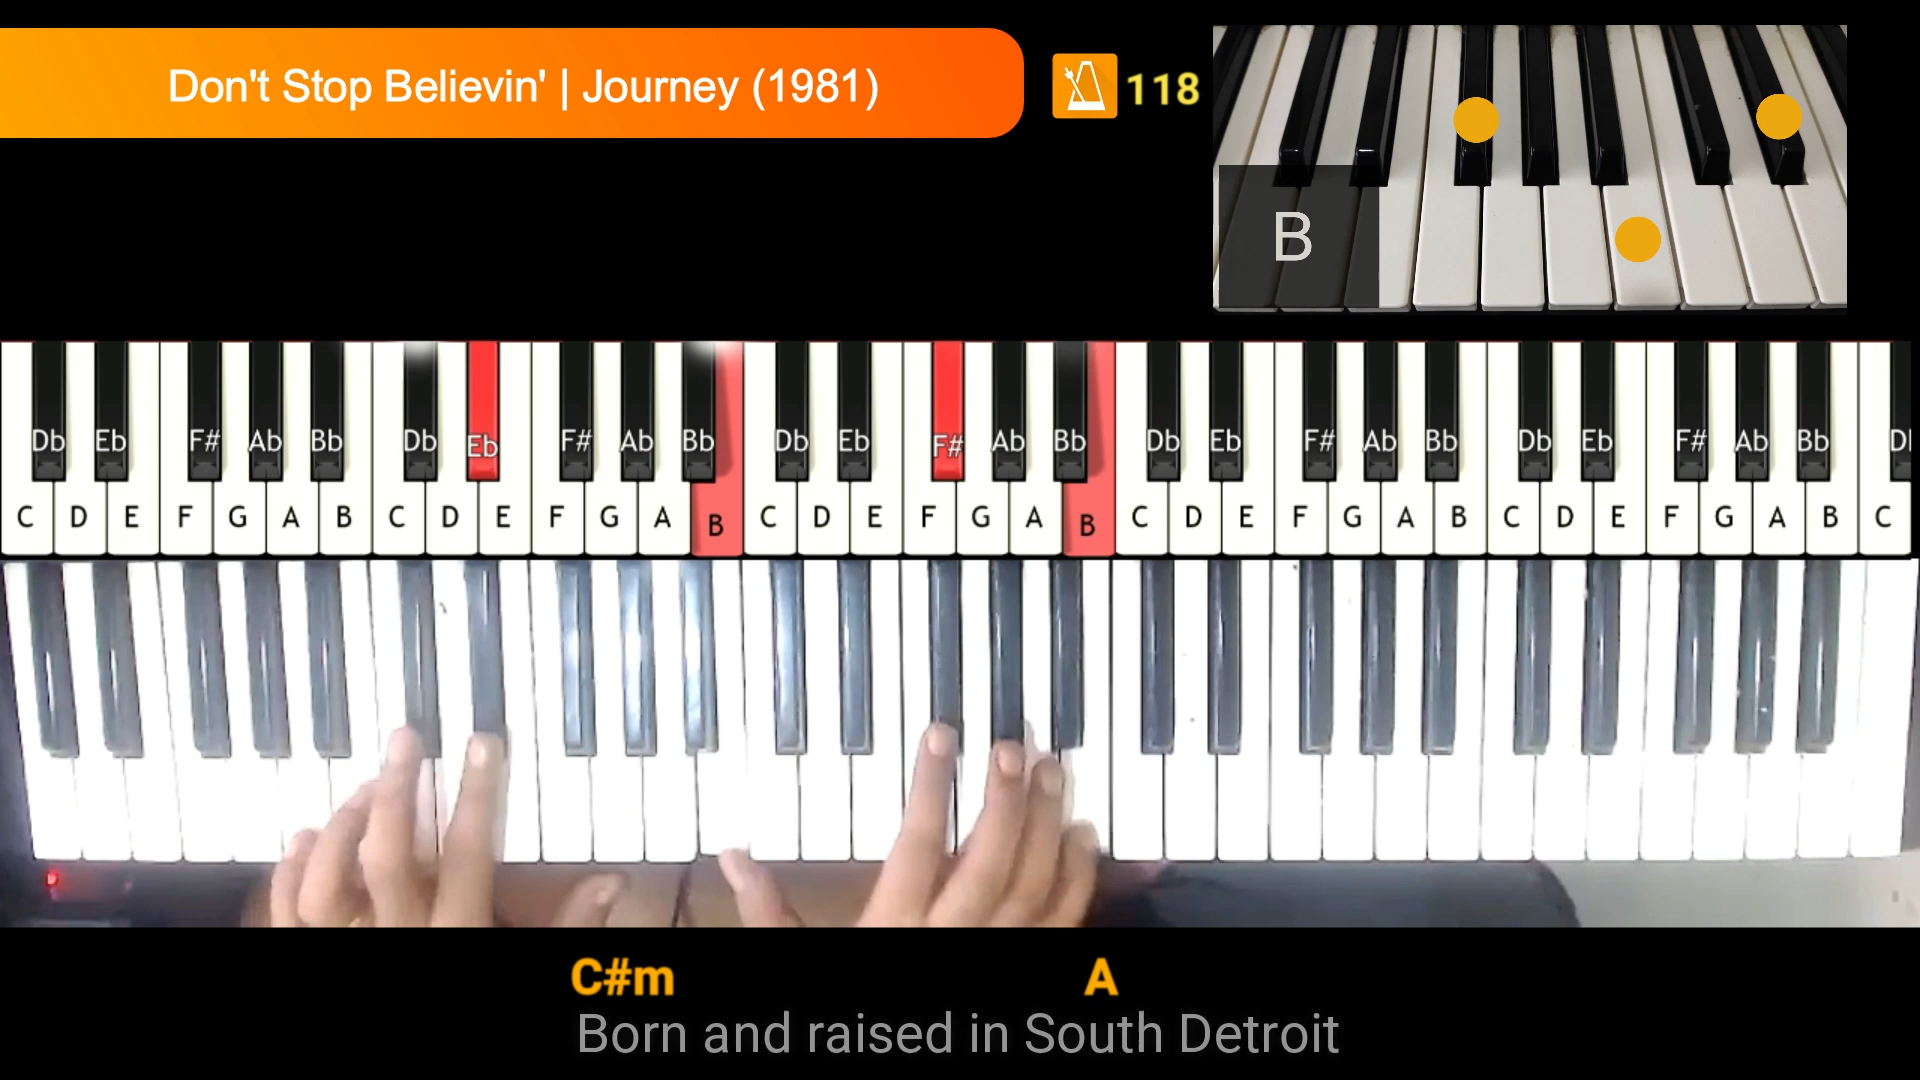 Don't Stop Believin' | Journey (1981)
118
B
Db Eb F# Ab Bb Db Eb F# Ab Bb Db Eb F# Ab Bb Db Eb F# Ab Bb Db Eb F# Ab Bb D
C D E F G A B C D E F G A B C D E F G A B C D E F G A B C D E F G A B C
C#m A
Born and raised in South Detroit